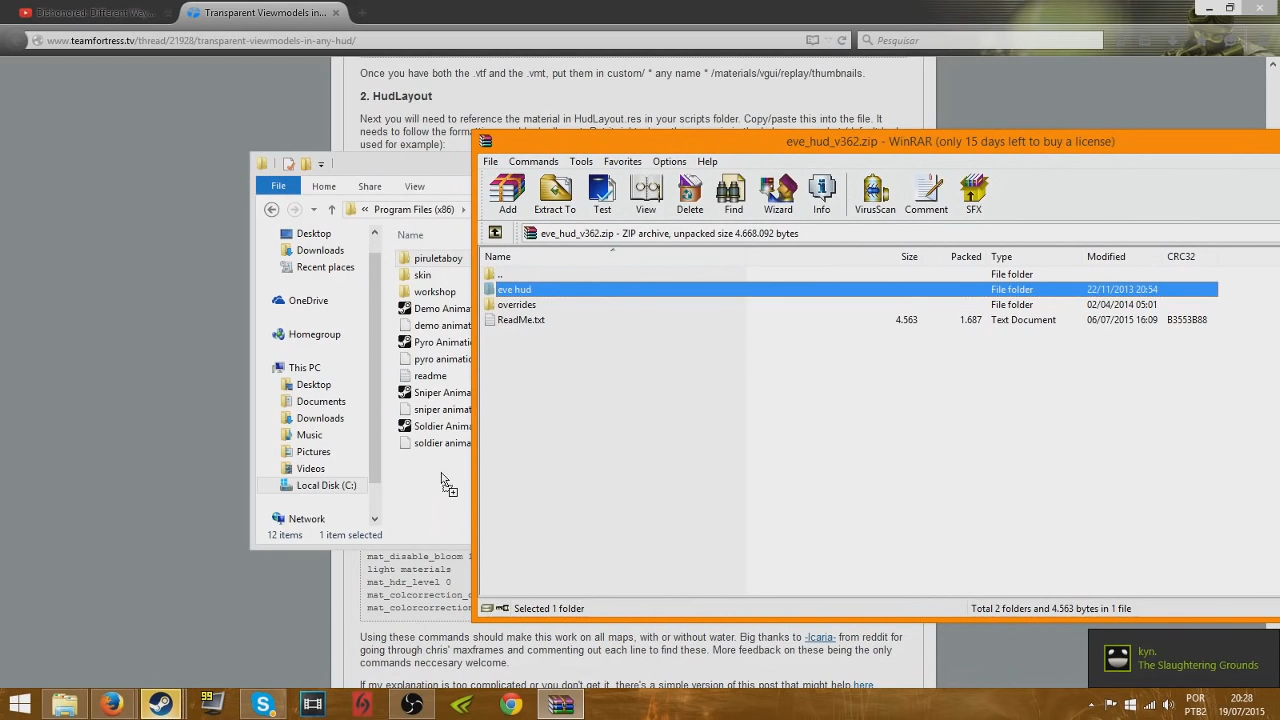 Dishonored: Different Way...
Transparent Viewmodels in...
www.teamfortress.tv/thread/21928/transparent-viewmodels-in-any-hud/
Pesquisar
Once you have both the .vtf and the .vmt, put them in custom/ * any name * /materials/vgui/replay/thumbnails.
2. HudLayout
Next you will need to reference the material in HudLayout.res in your scripts folder. Copy/paste this into the file. It
used for example):
eve_hud_v362.zip - WinRAR (only 15 days left to buy a license)
File Commands Tools Favorites Options Help
Add Extract To Test View Delete Find Wizard Info VirusScan Comment SFX
eve_hud_v362.zip - ZIP archive, unpacked size 4.668.092 bytes
Name Size Packed Type Modified CRC32
.. File folder
eve hud File folder 22/11/2013 20:54
overrides File folder 02/04/2014 05:01
ReadMe.txt 4.563 1.687 Text Document 06/07/2015 16:09 B3553B88
Selected 1 folder Total 2 folders and 4.563 bytes in 1 file
File Home Share View
« Program Files (x86)
Name
Desktop
Downloads
Recent places
OneDrive
Homegroup
This PC
Desktop
Documents
Downloads
Music
Pictures
Videos
Local Disk (C:)
Network
piruletaboy
skin
workshop
Demo Anima
demo animat
Pyro Animati
pyro animatic
readme
Sniper Anima
sniper animat
Soldier Anima
soldier anima
12 items 1 item selected
mat_disable_bloom
light materials
mat_hdr_level 0
mat_colcorrection_
mat_colorcorrection
Using these commands should make this work on all maps, with or without water. Big thanks to -Icaria- from reddit for
going through chris' maxframes and commenting out each line to find these. More feedback on these being the only
commands neccesary welcome.
If my explanation is too complicated or you don't get it, there's a simple version of this post that might help here
kyn.
The Slaughtering Grounds
POR
PTB2
20:28
19/07/2015